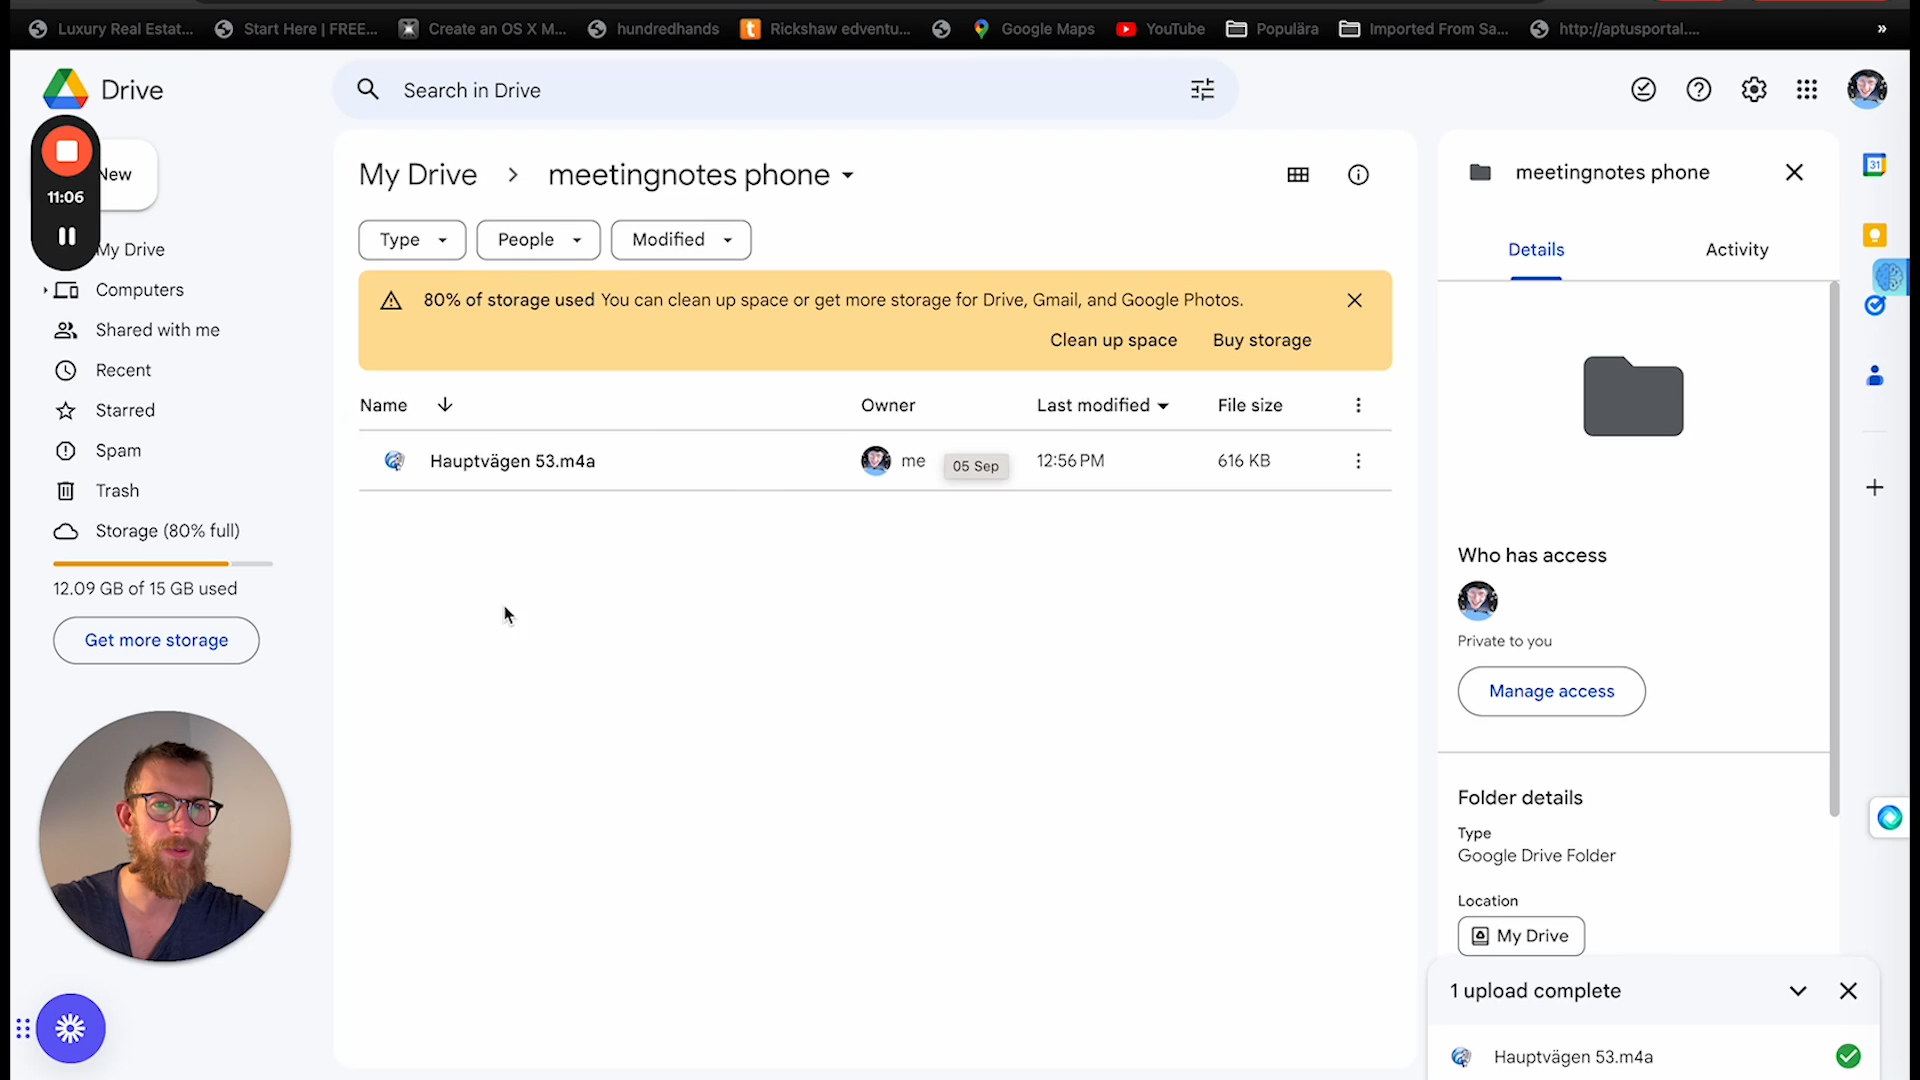 Luxury Real Estat...
Start Here | FREE...
Create an OS X M...
hundredhands
Rickshaw edventu...
Google Maps
YouTube
Populära
Imported From Sa...
http://aptusportal....
»
Drive
Search in Drive
New
11:06
My Drive
Computers
Shared with me
Recent
Starred
Spam
Trash
Storage (80% full)
12.09 GB of 15 GB used
Get more storage
My Drive > meetingnotes phone
Type
People
Modified
80% of storage used You can clean up space or get more storage for Drive, Gmail, and Google Photos.
Clean up space
Buy storage
Name
Owner
Last modified
File size
Hauptvägen 53.m4a
me
05 Sep
12:56 PM
616 KB
meetingnotes phone
Details
Activity
Who has access
Private to you
Manage access
Folder details
Type
Google Drive Folder
Location
My Drive
1 upload complete
Hauptvägen 53.m4a
31